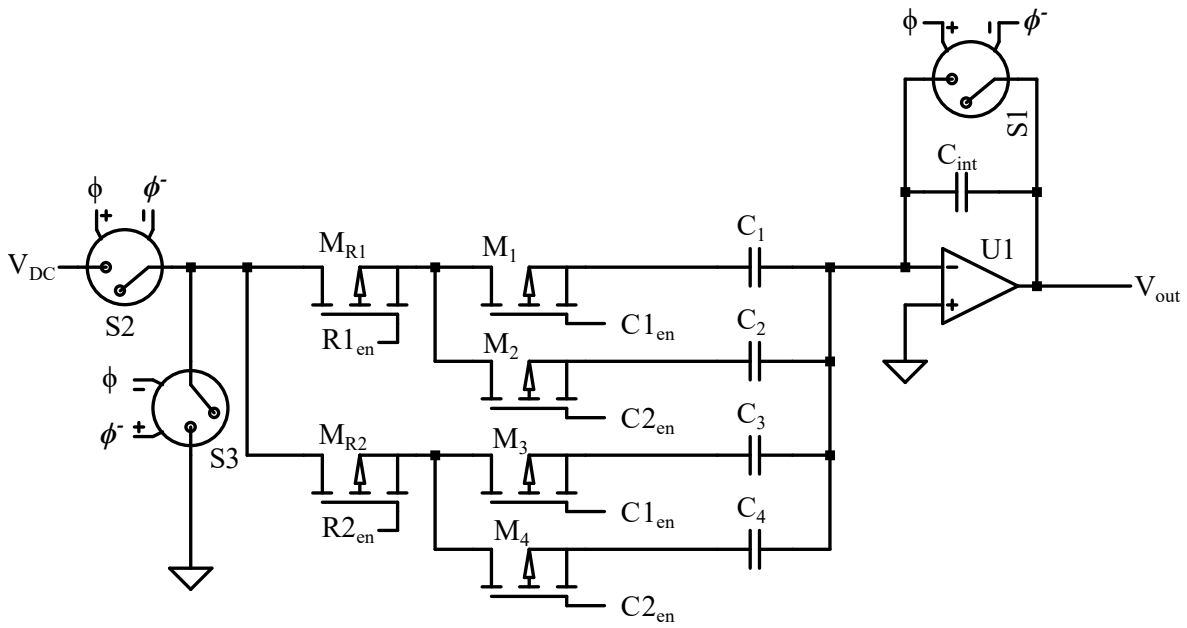 ϕ + − ϕ-
S1
Cint
ϕ + − ϕ-
VDC
S2
MR1
M1
C1
− U1
+
Vout
R1en
C1en
M2
C2
ϕ −
ϕ- +
S3
C2en
MR2
M3
C3
R2en
C1en
M4
C4
C2en